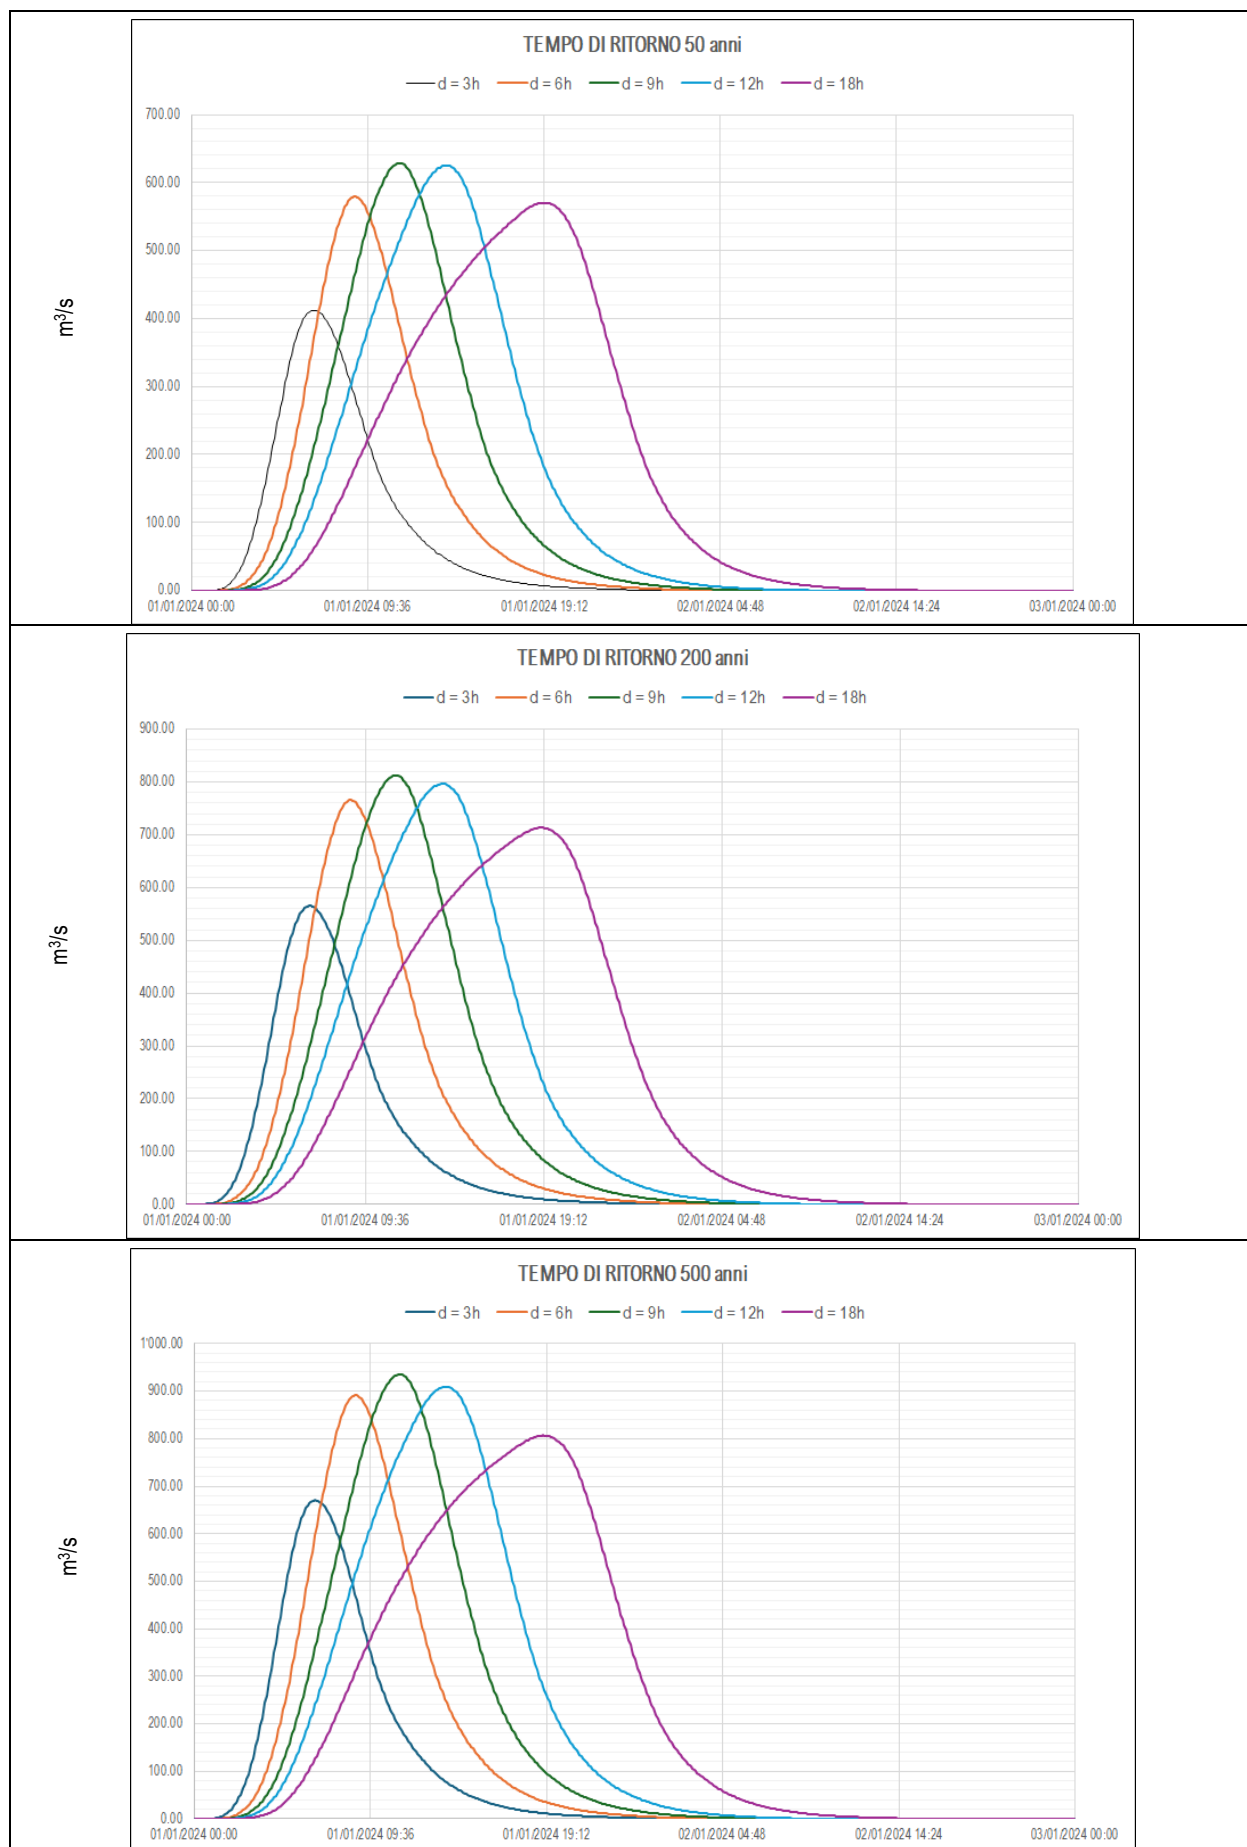 TEMPO DI RITORNO 50 anni
d = 3h d = 6h d = 9h d = 12h d = 18h
700.00
600.00
500.00
400.00
300.00
200.00
100.00
0.00
m³/s
01/01/2024 00:00 01/01/2024 09:36 01/01/2024 19:12 02/01/2024 04:48 02/01/2024 14:24 03/01/2024 00:00
TEMPO DI RITORNO 200 anni
d = 3h d = 6h d = 9h d = 12h d = 18h
900.00
800.00
700.00
600.00
500.00
400.00
300.00
200.00
100.00
0.00
m³/s
01/01/2024 00:00 01/01/2024 09:36 01/01/2024 19:12 02/01/2024 04:48 02/01/2024 14:24 03/01/2024 00:00
TEMPO DI RITORNO 500 anni
d = 3h d = 6h d = 9h d = 12h d = 18h
1'000.00
900.00
800.00
700.00
600.00
500.00
400.00
300.00
200.00
100.00
0.00
m³/s
01/01/2024 00:00 01/01/2024 09:36 01/01/2024 19:12 02/01/2024 04:48 02/01/2024 14:24 03/01/2024 00:00